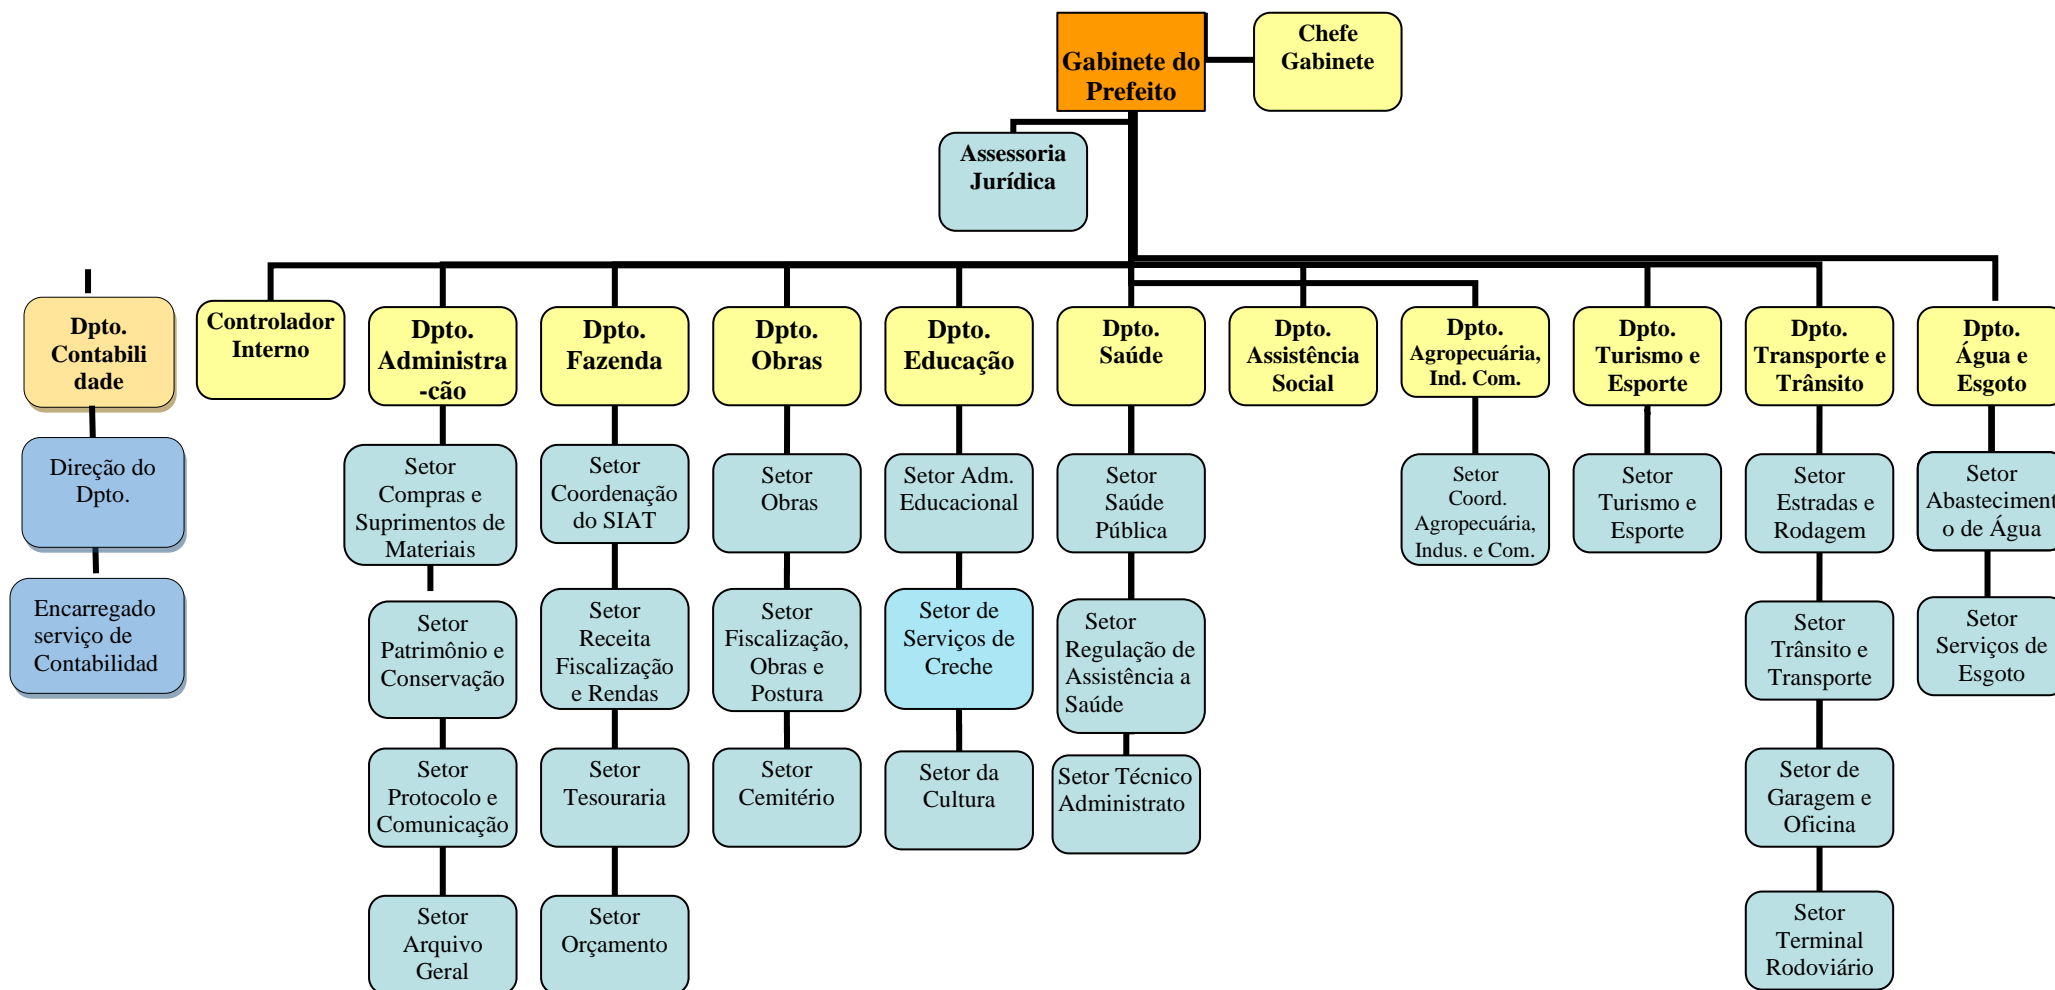 Gabinete do
Prefeito
Chefe
Gabinete
Assessoria
Jurídica
Dpto.
Contabili
dade
Direção do
Dpto.
Encarregado
serviço de
Contabilidad
Controlador
Interno
Dpto.
Administra
-cão
Setor
Compras e
Suprimentos de
Materiais
Setor
Patrimônio e
Conservação
Setor
Protocolo e
Comunicação
Setor
Arquivo
Geral
Dpto.
Fazenda
Setor
Coordenação
do SIAT
Setor
Receita
Fiscalização
e Rendas
Setor
Tesouraria
Setor
Orçamento
Dpto.
Obras
Setor
Obras
Setor
Fiscalização,
Obras e
Postura
Setor
Cemitério
Dpto.
Educação
Setor Adm.
Educacional
Setor de
Serviços de
Creche
Setor da
Cultura
Dpto.
Saúde
Setor
Saúde
Pública
Setor
Regulação de
Assistência a
Saúde
Setor Técnico
Administrato
Dpto.
Assistência
Social
Dpto.
Agropecuária,
Ind. Com.
Setor
Coord.
Agropecuária,
Indus. e Com.
Dpto.
Turismo e
Esporte
Setor
Turismo e
Esporte
Dpto.
Transporte e
Trânsito
Setor
Estradas e
Rodagem
Setor
Trânsito e
Transporte
Setor de
Garagem e
Oficina
Setor
Terminal
Rodoviário
Dpto.
Água e
Esgoto
Setor
Abasteciment
o de Água
Setor
Serviços de
Esgoto